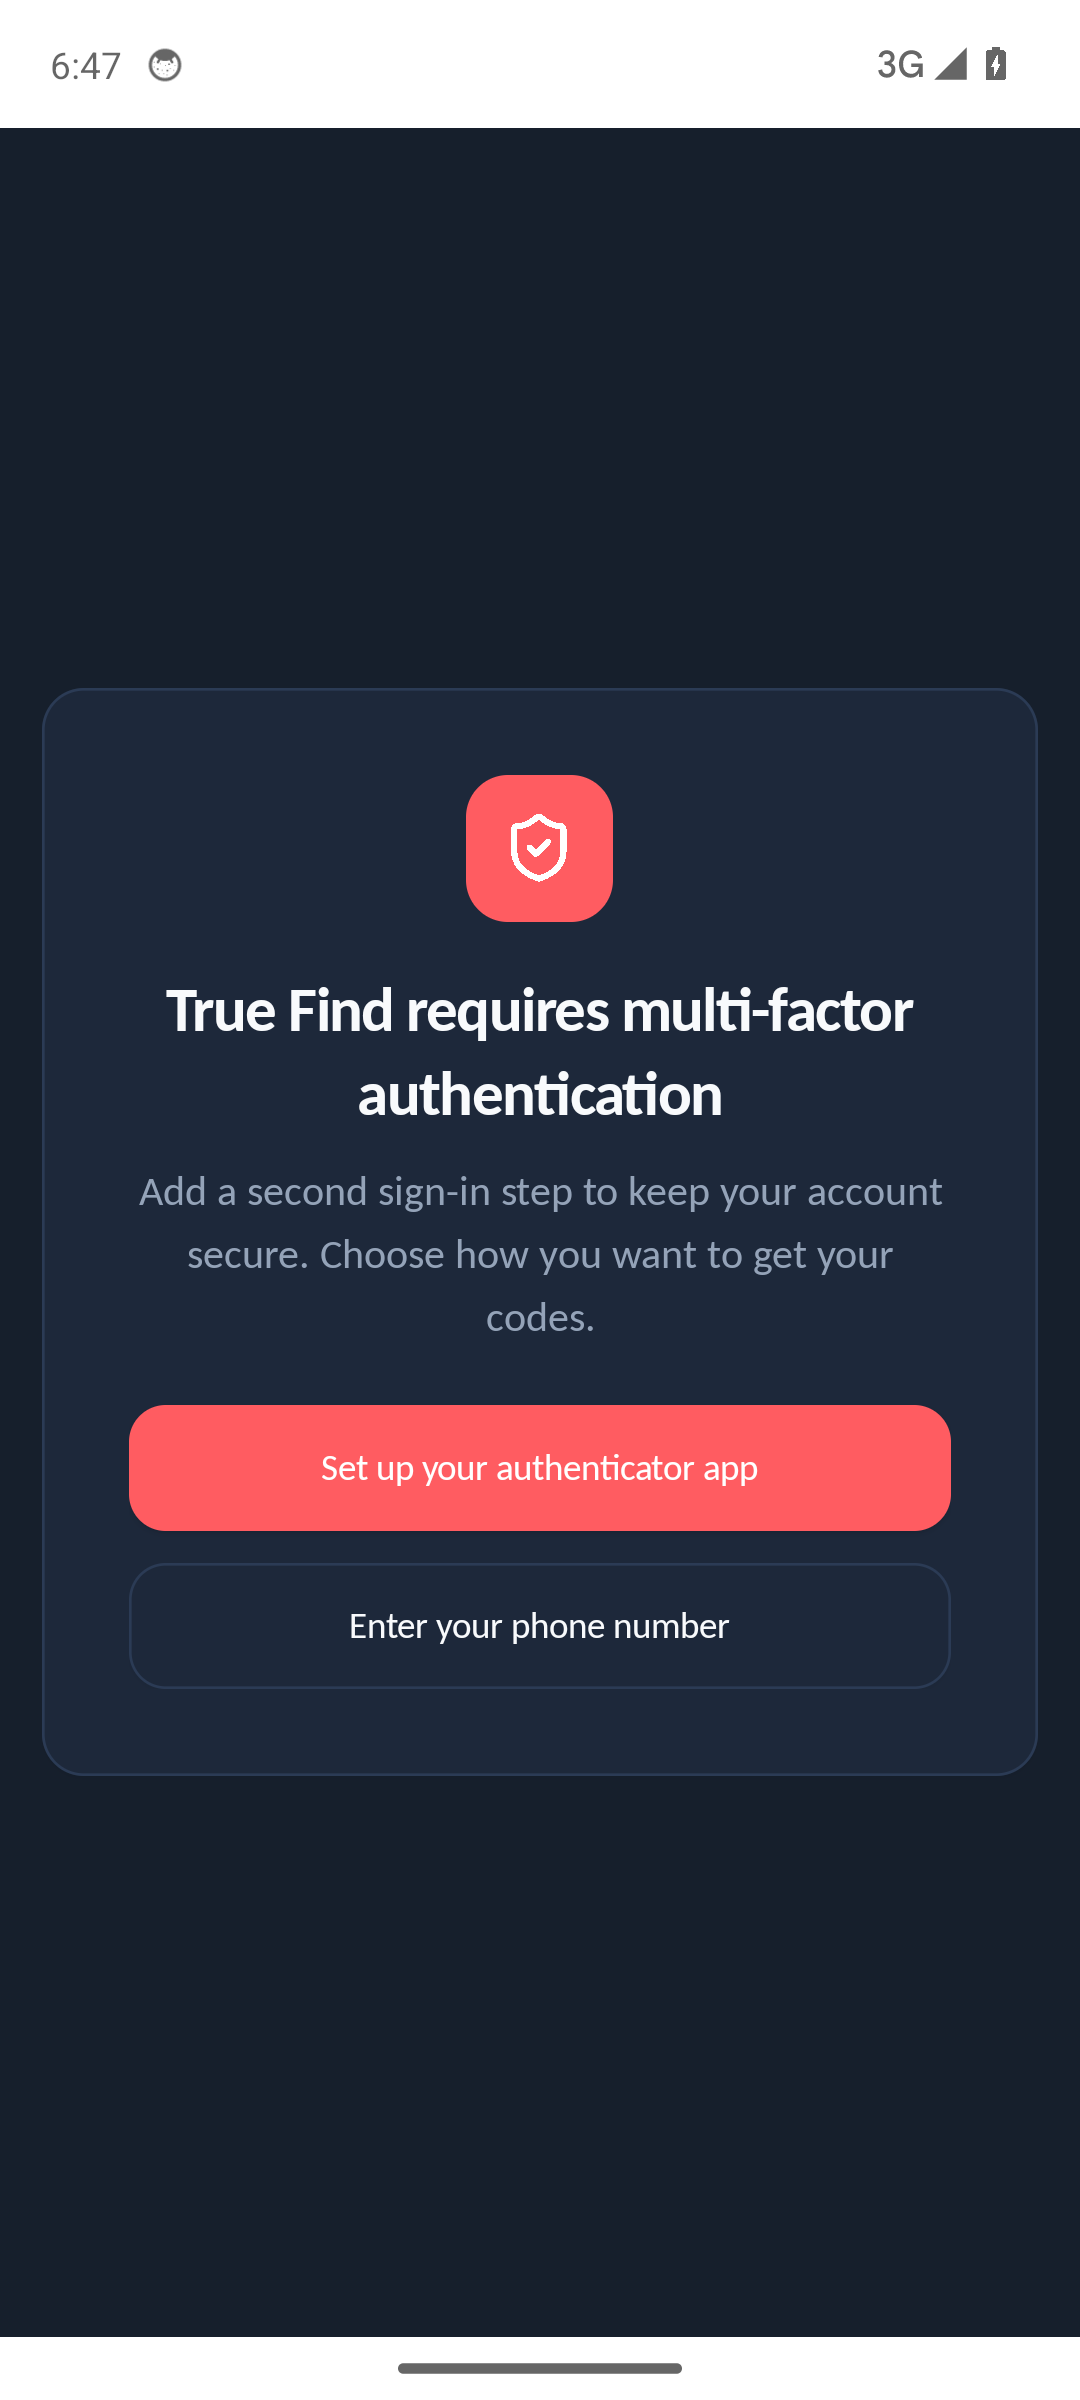 6:47
3G
True Find requires multi-factor
authentication
Add a second sign-in step to keep your account
secure. Choose how you want to get your
codes.
Set up your authenticator app
Enter your phone number